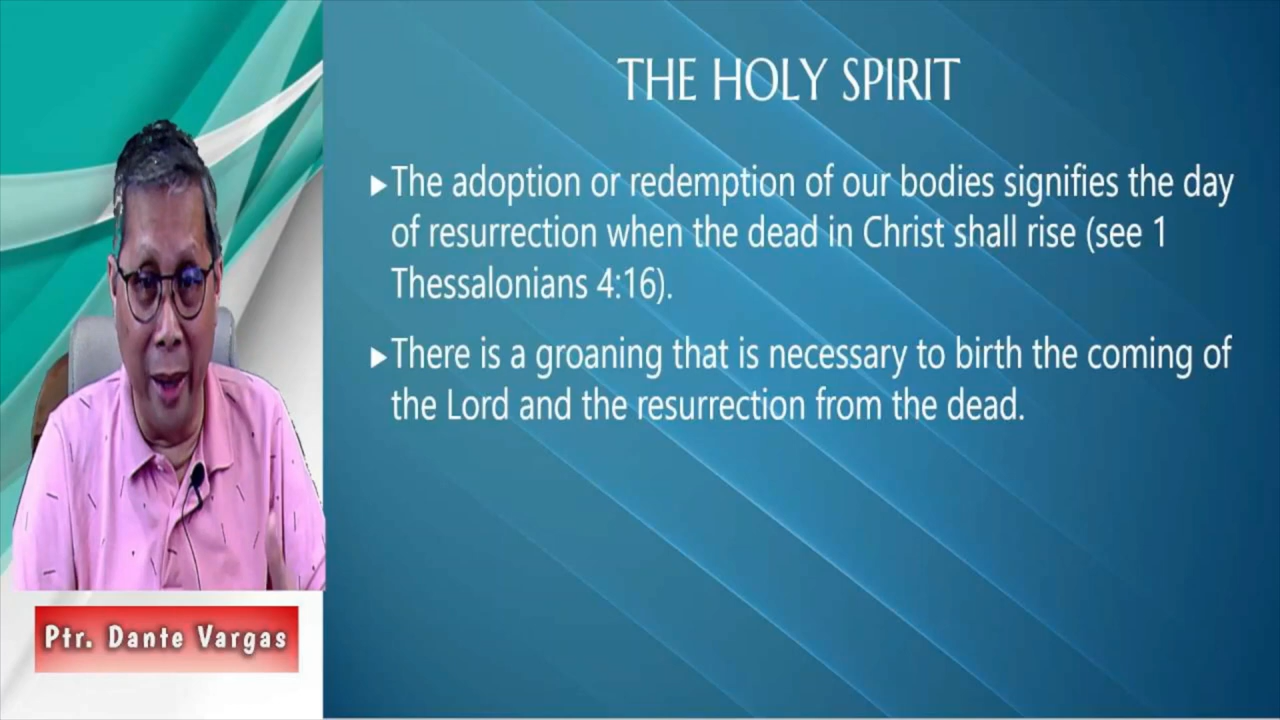 THE HOLY SPIRIT
▶The adoption or redemption of our bodies signifies the day
of resurrection when the dead in Christ shall rise (see 1
Thessalonians 4:16).
▶There is a groaning that is necessary to birth the coming of
the Lord and the resurrection from the dead.
Ptr. Dante Vargas